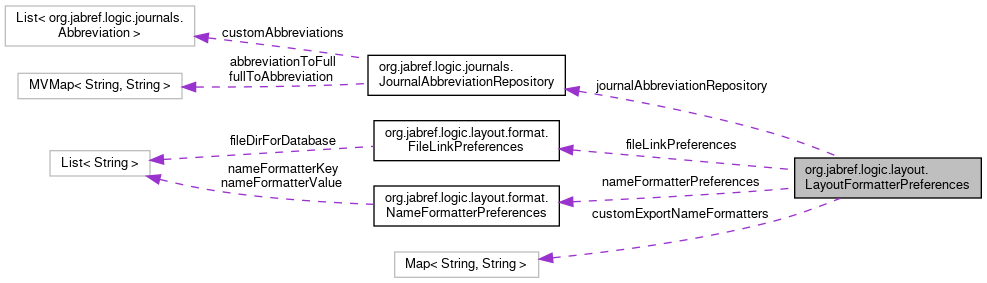 List< org.jabref.logic.journals.
Abbreviation >
customAbbreviations
abbreviationToFull
fullToAbbreviation
MVMap< String, String >
org.jabref.logic.journals.
JournalAbbreviationRepository
journalAbbreviationRepository
org.jabref.logic.layout.format.
FileLinkPreferences
fileDirForDatabase
fileLinkPreferences
List< String >
nameFormatterKey
nameFormatterValue
org.jabref.logic.layout.format.
NameFormatterPreferences
nameFormatterPreferences
org.jabref.logic.layout.
LayoutFormatterPreferences
customExportNameFormatters
Map< String, String >